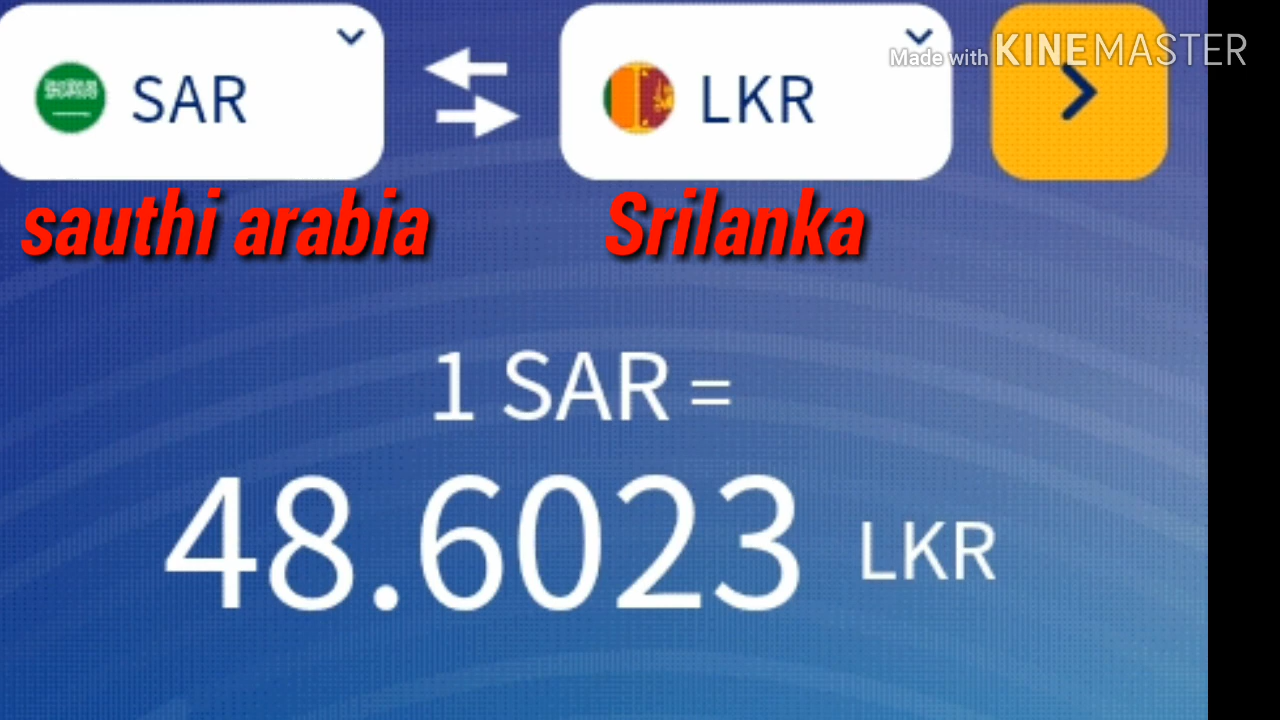 SAR LKR
Made with KINEMASTER
sauthi arabia Srilanka
1 SAR =
48.6023 LKR